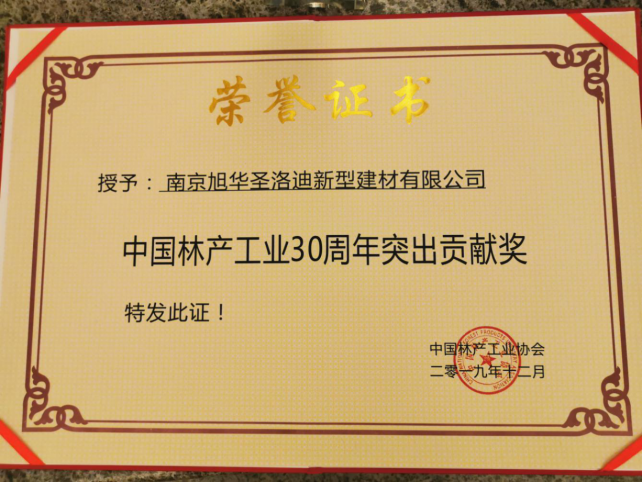 荣誉证书
授予：南京旭华圣洛迪新型建材有限公司
中国林产工业30周年突出贡献奖
特发此证！
中国林产工业协会
二零一九年十二月